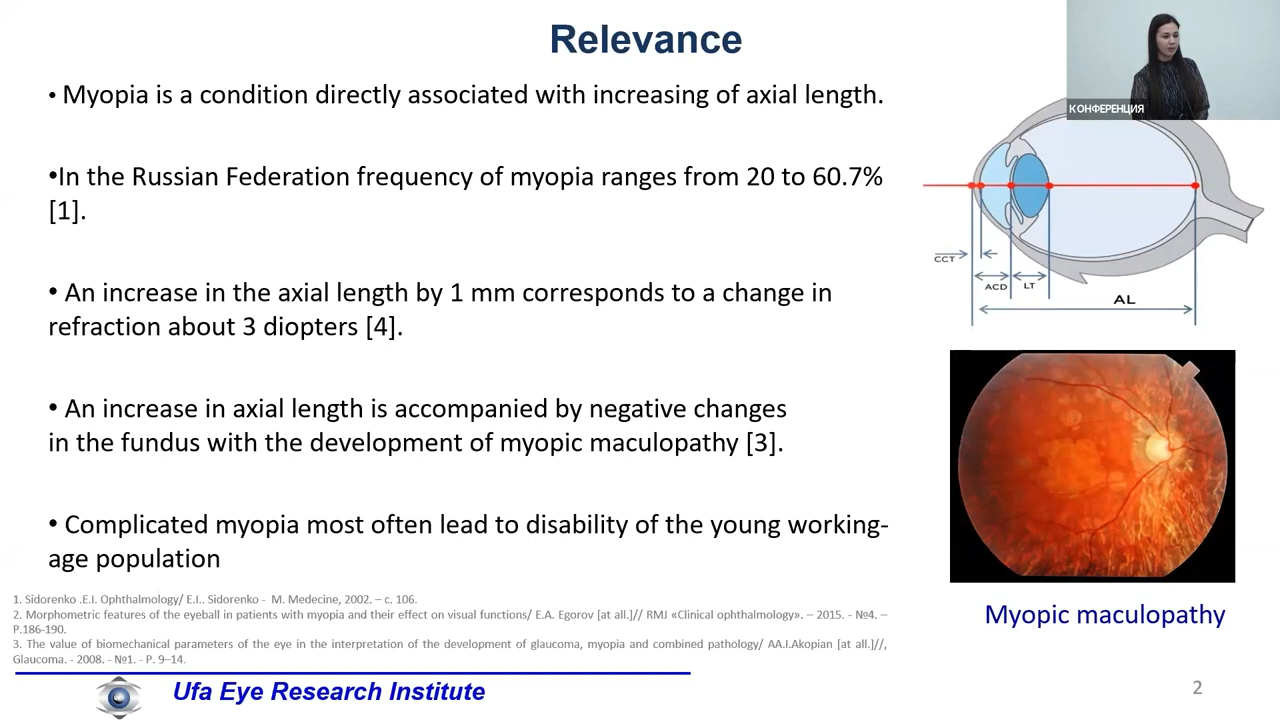 Relevance
КОНФЕРЕНЦИЯ
• Myopia is a condition directly associated with increasing of axial length.
•In the Russian Federation frequency of myopia ranges from 20 to 60.7%
[1].
• An increase in the axial length by 1 mm corresponds to a change in
refraction about 3 diopters [4].
• An increase in axial length is accompanied by negative changes
in the fundus with the development of myopic maculopathy [3].
• Complicated myopia most often lead to disability of the young working-
age population
CCT
ACD
LT
AL
Myopic maculopathy
1. Sidorenko .E.I. Ophthalmology/ E.I.. Sidorenko - M. Medecine, 2002. – c. 106.
2. Morphometric features of the eyeball in patients with myopia and their effect on visual functions/ E.A. Egorov [at all.]// RMJ «Clinical ophthalmology». – 2015. - №4. –
P.186-190.
3. The value of biomechanical parameters of the eye in the interpretation of the development of glaucoma, myopia and combined pathology/ AA.I.Akopian [at all.]//,
Glaucoma. - 2008. - №1. - P. 9–14.
Ufa Eye Research Institute
2